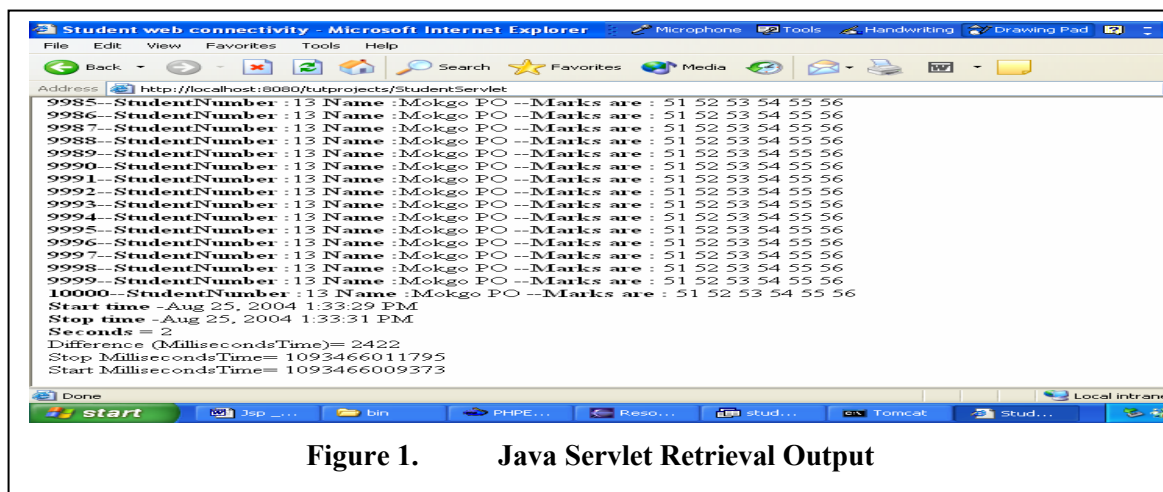 Student web connectivity - Microsoft Internet Explorer Microphone Tools Handwriting Drawing Pad
File Edit View Favorites Tools Help
Back Search Favorites Media
Address http://localhost:8080/tutprojects/StudentServlet
9985--StudentNumber :13 Name :Mokgo PO --Marks are : 51 52 53 54 55 56
9986--StudentNumber :13 Name :Mokgo PO --Marks are : 51 52 53 54 55 56
9987--StudentNumber :13 Name :Mokgo PO --Marks are : 51 52 53 54 55 56
9988--StudentNumber :13 Name :Mokgo PO --Marks are : 51 52 53 54 55 56
9989--StudentNumber :13 Name :Mokgo PO --Marks are : 51 52 53 54 55 56
9990--StudentNumber :13 Name :Mokgo PO --Marks are : 51 52 53 54 55 56
9991--StudentNumber :13 Name :Mokgo PO --Marks are : 51 52 53 54 55 56
9992--StudentNumber :13 Name :Mokgo PO --Marks are : 51 52 53 54 55 56
9993--StudentNumber :13 Name :Mokgo PO --Marks are : 51 52 53 54 55 56
9994--StudentNumber :13 Name :Mokgo PO --Marks are : 51 52 53 54 55 56
9995--StudentNumber :13 Name :Mokgo PO --Marks are : 51 52 53 54 55 56
9996--StudentNumber :13 Name :Mokgo PO --Marks are : 51 52 53 54 55 56
9997--StudentNumber :13 Name :Mokgo PO --Marks are : 51 52 53 54 55 56
9998--StudentNumber :13 Name :Mokgo PO --Marks are : 51 52 53 54 55 56
9999--StudentNumber :13 Name :Mokgo PO --Marks are : 51 52 53 54 55 56
10000--StudentNumber :13 Name :Mokgo PO --Marks are : 51 52 53 54 55 56
Start time -Aug 25, 2004 1:33:29 PM
Stop time -Aug 25, 2004 1:33:31 PM
Seconds = 2
Difference (MillisecondsTime)= 2422
Stop MillisecondsTime= 1093466011795
Start MillisecondsTime= 1093466009373
Done Local intrane
start Jsp _... bin PHPE... Reso... stud... Tomcat Stud...
Figure 1. Java Servlet Retrieval Output